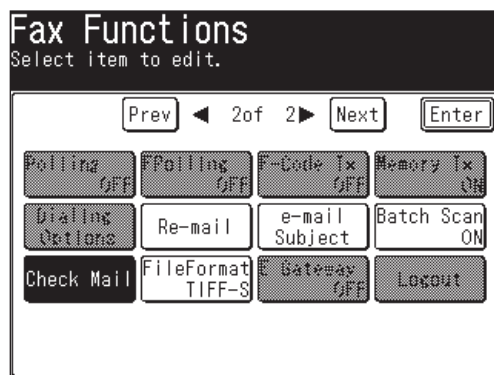 Fax Functions
Select item to edit.
Prev ◀ 2of 2▶ Next Enter
Polling OFF
FPolling OFF
F-Code Tx OFF
Memory Tx ON
Dialing Options
Re-mail
e-mail Subject
Batch Scan ON
Check Mail
FileFormat TIFF-S
E Gateway OFF
Logout